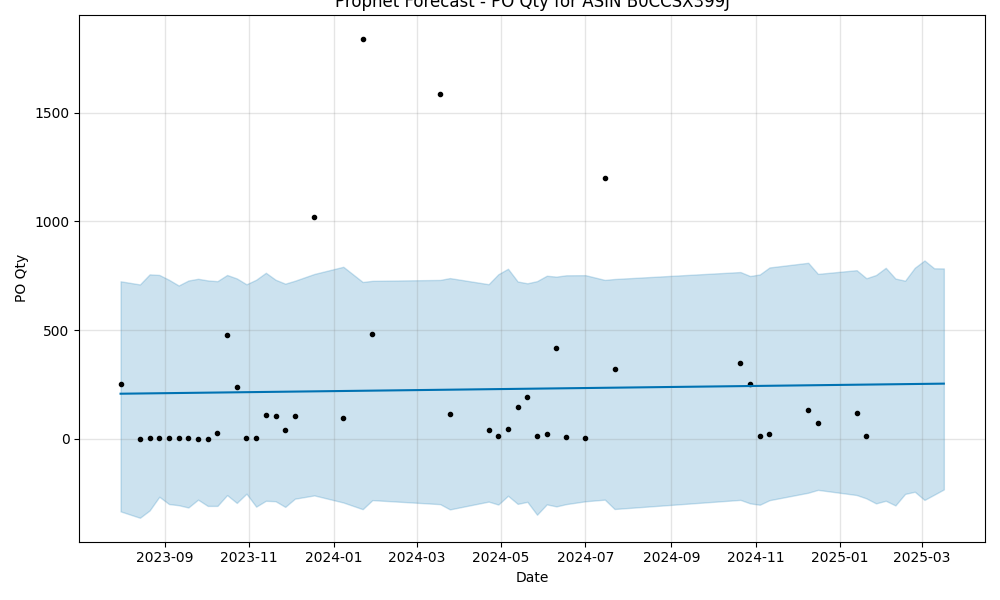 Prophet Forecast - PO Qty for ASIN B0CCSX399J
1500
1000
500
0
PO Qty
2023-09 2023-11 2024-01 2024-03 2024-05 2024-07 2024-09 2024-11 2025-01 2025-03
Date